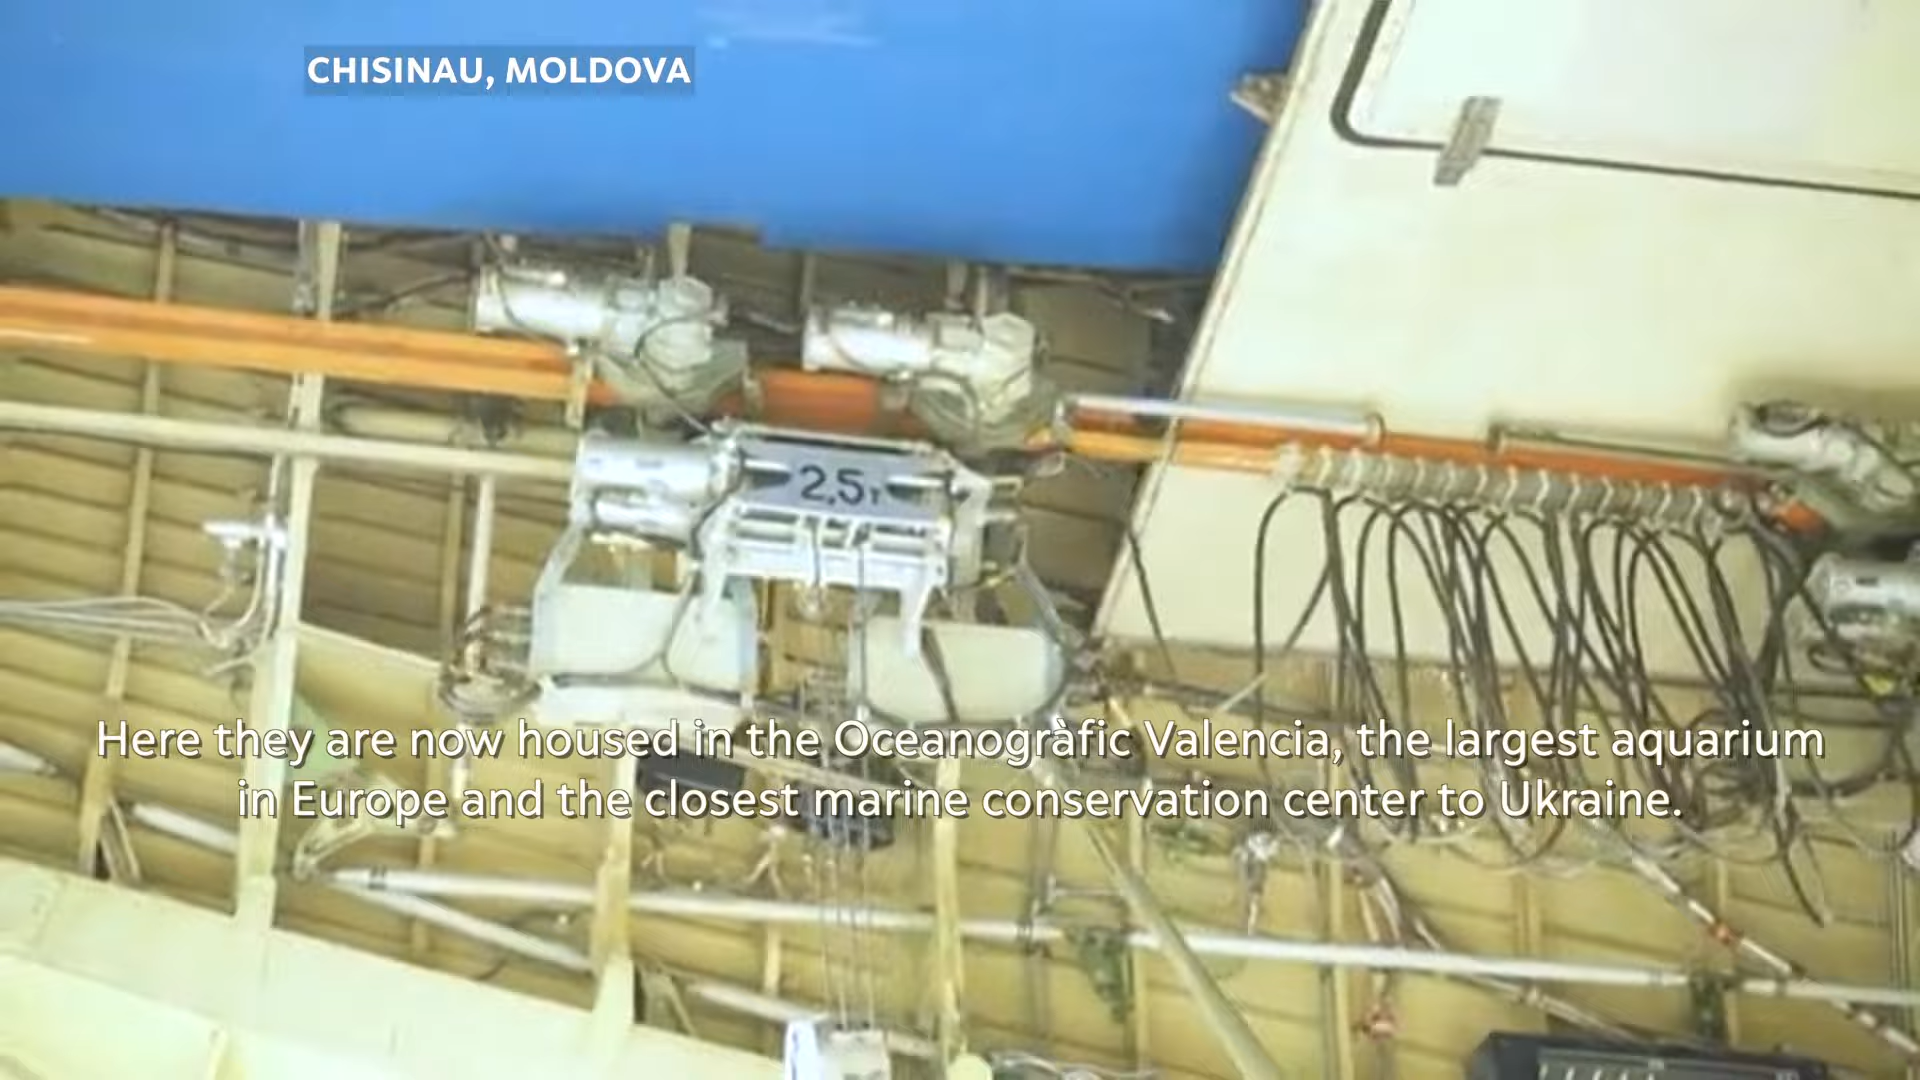 CHISINAU, MOLDOVA
2,5т
Here they are now housed in the Oceanogràfic Valencia, the largest aquarium
in Europe and the closest marine conservation center to Ukraine.